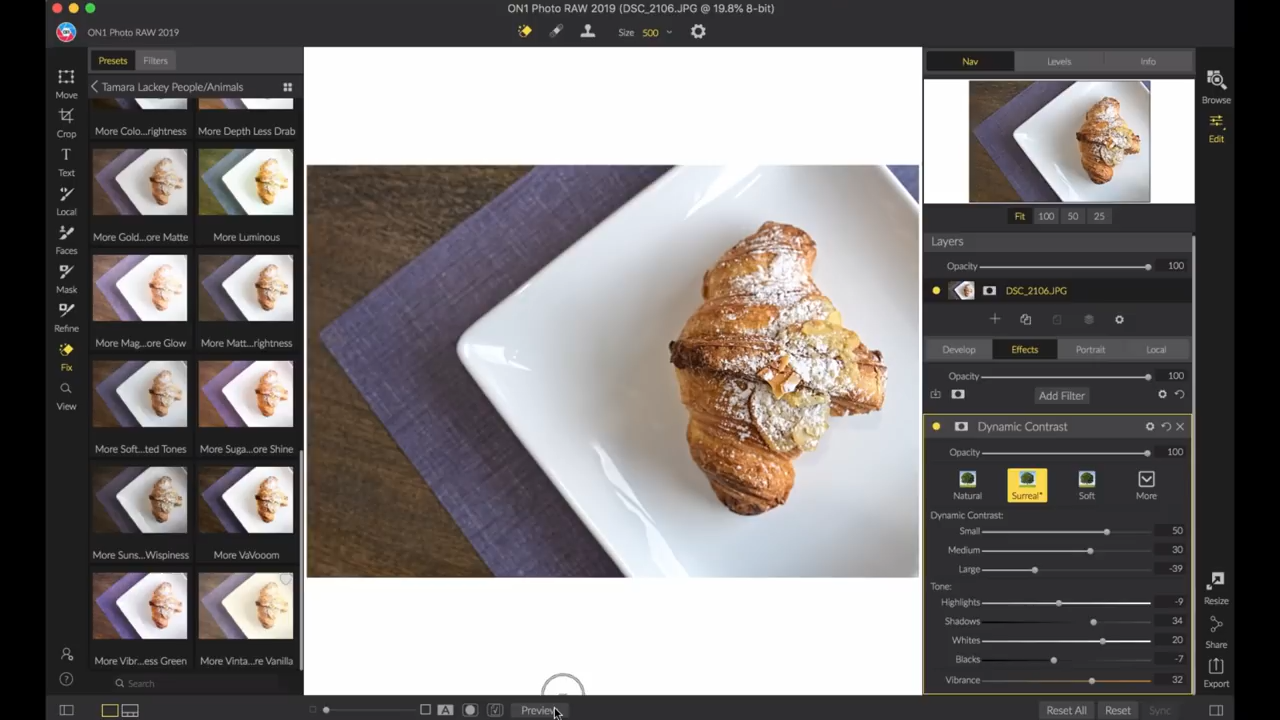 ON1 Photo RAW 2019 (DSC_2106.JPG @ 19.8% 8-bit)
ON1 Photo RAW 2019
Size 500
Presets Filters
Tamara Lackey People/Animals
More Colo...rightness More Depth Less Drab
More Gold...ore Matte More Luminous
More Mag...ore Glow More Matt...rightness
More Soft...ted Tones More Suga...ore Shine
More Suns...Wispiness More VaVooom
More Vibr...ess Green More Vinta...re Vanilla
Search
Move
Crop
T
Text
Local
Faces
Mask
Refine
Fix
View
?
A
Preview
Nav Levels Info
Fit 100 50 25
Layers
Opacity 100
DSC_2106.JPG
Develop Effects Portrait Local
Opacity 100
Add Filter
Dynamic Contrast
Opacity 100
Natural Surreal* Soft More
Dynamic Contrast:
Small 50
Medium 30
Large -39
Tone:
Highlights -9
Shadows 34
Whites 20
Blacks -7
Vibrance 32
Reset All Reset Sync
Browse
Edit
Resize
Share
Export